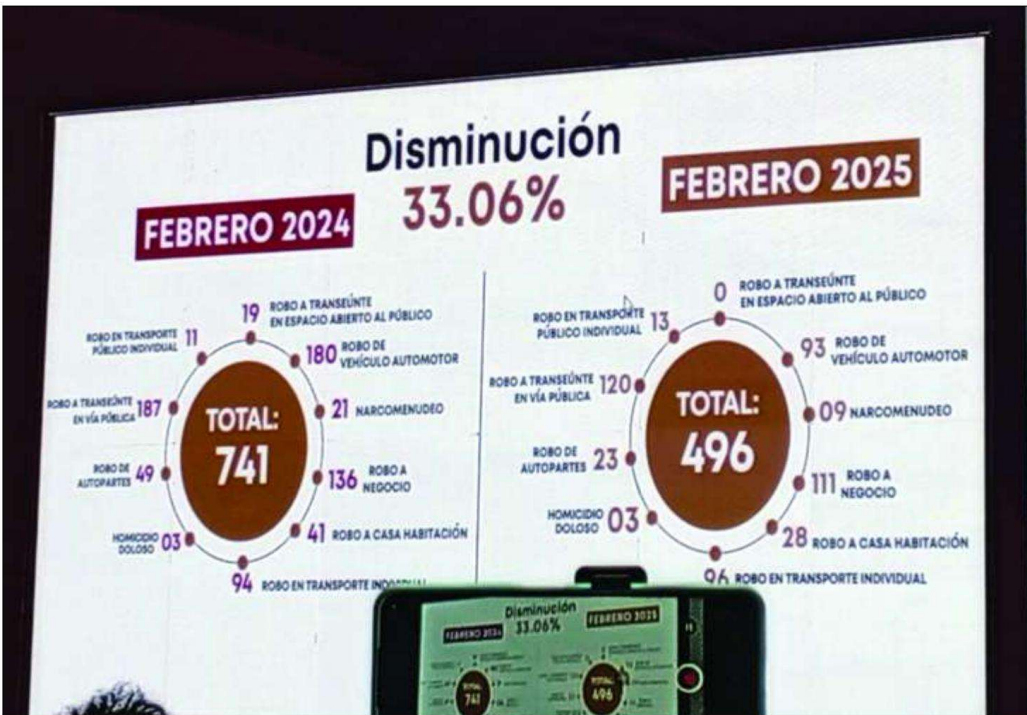 Disminución
33.06%
FEBRERO 2024
19 ROBO A TRANSEÚNTE
EN ESPACIO ABIERTO AL PÚBLICO
ROBO EN TRANSPORTE
PÚBLICO INDIVIDUAL 11
180 ROBO DE
VEHÍCULO AUTOMOTOR
ROBO A TRANSEÚNTE
EN VÍA PÚBLICA 187
21 NARCOMENUDEO
TOTAL:
741
ROBO DE
AUTOPARTES 49
136 ROBO A
NEGOCIO
HOMICIDIO
DOLOSO 03
41 ROBO A CASA HABITACIÓN
94 ROBO EN TRANSPORTE INDIVIDUAL
FEBRERO 2025
0 ROBO A TRANSEÚNTE
EN ESPACIO ABIERTO AL PÚBLICO
ROBO EN TRANSPORTE
PÚBLICO INDIVIDUAL 13
93 ROBO DE
VEHÍCULO AUTOMOTOR
ROBO A TRANSEÚNTE
EN VÍA PÚBLICA 120
09 NARCOMENUDEO
TOTAL:
496
ROBO DE
AUTOPARTES 23
111 ROBO A
NEGOCIO
HOMICIDIO
DOLOSO 03
28 ROBO A CASA HABITACIÓN
96 ROBO EN TRANSPORTE INDIVIDUAL
Disminución
33.06%
FEBRERO 2024
FEBRERO 2025
TOTAL:
741
TOTAL:
496